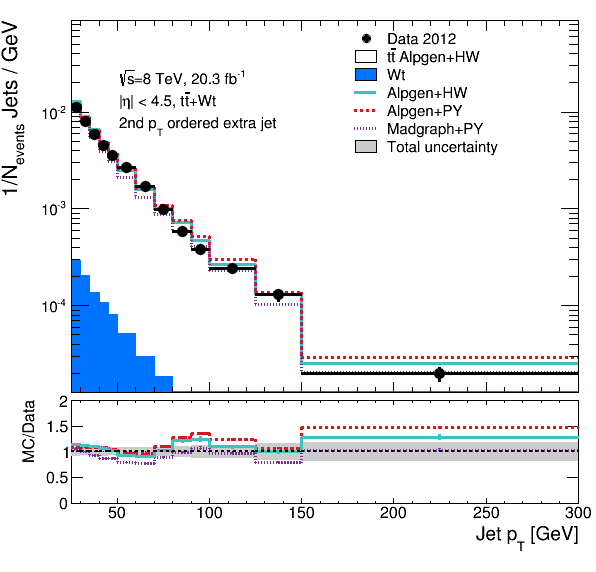 1/N_events Jets / GeV
10^-2
10^-3
10^-4
√s=8 TeV, 20.3 fb^-1
|η| < 4.5, tt̄+Wt
2nd p_T ordered extra jet
Data 2012
tt̄ Alpgen+HW
Wt
Alpgen+HW
Alpgen+PY
Madgraph+PY
Total uncertainty
MC/Data
2
1.5
1
0.5
0
50 100 150 200 250 300
Jet p_T [GeV]